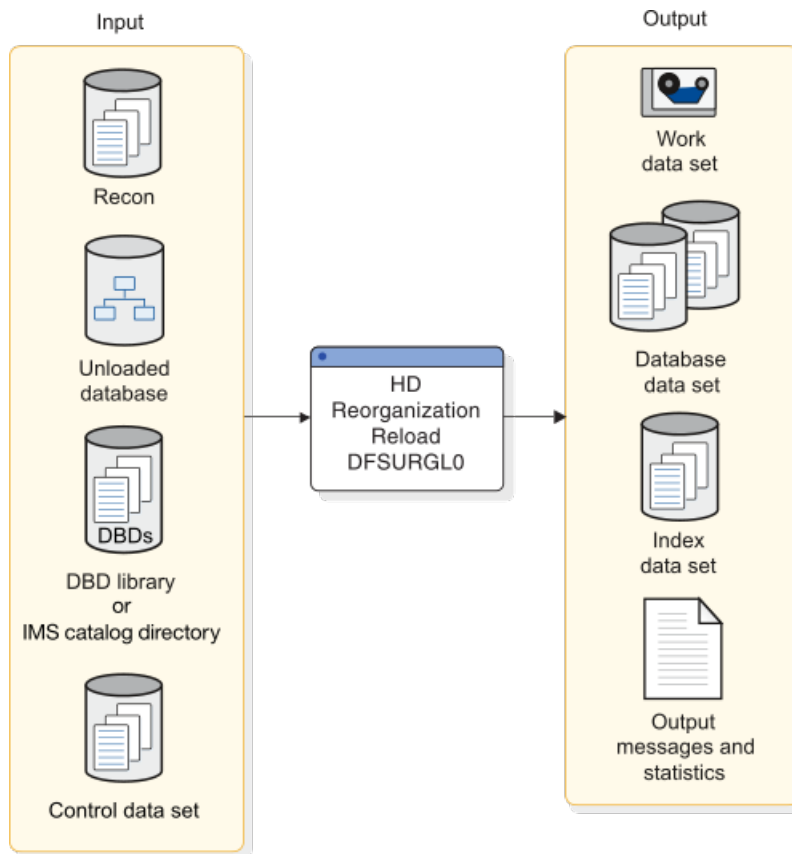 Input
Recon
Unloaded
database
DBDs
DBD library
or
IMS catalog directory
Control data set
HD
Reorganization
Reload
DFSURGL0
Output
Work
data set
Database
data set
Index
data set
Output
messages and
statistics